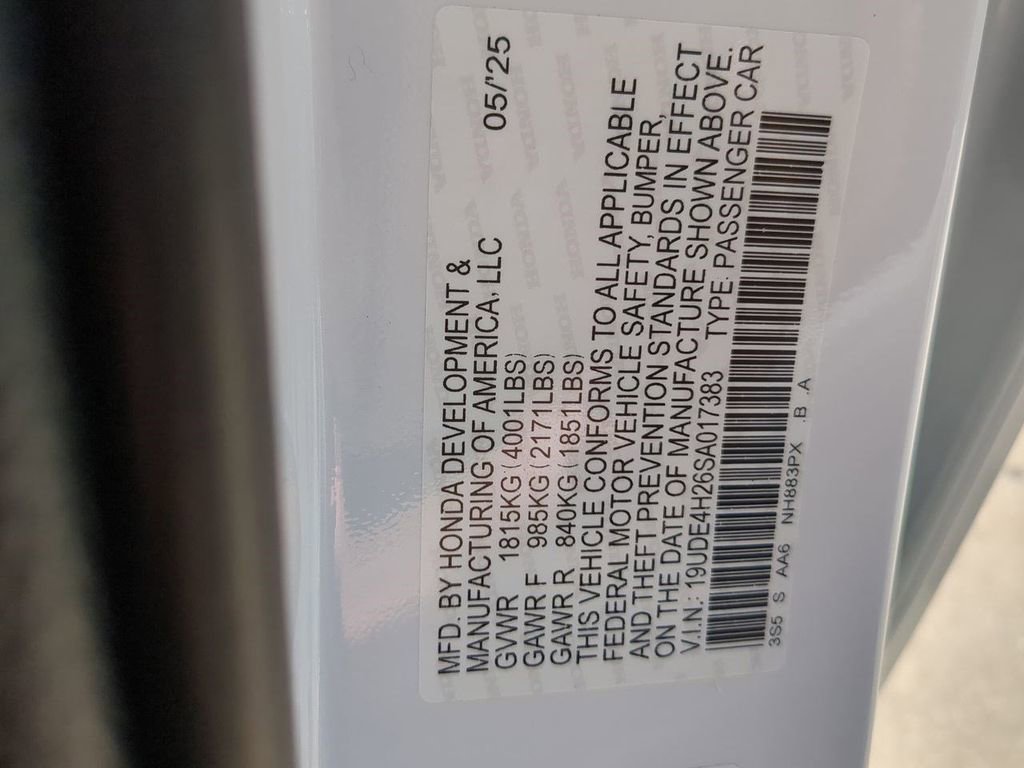 MFD. BY HONDA DEVELOPMENT &
MANUFACTURING OF AMERICA, LLC
GVWR 1815KG(4001LBS) 05/'25
GAWR F 985KG(2171LBS)
GAWR R 840KG(1851LBS)
THIS VEHICLE CONFORMS TO ALL APPLICABLE
FEDERAL MOTOR VEHICLE SAFETY, BUMPER,
AND THEFT PREVENTION STANDARDS IN EFFECT
ON THE DATE OF MANUFACTURE SHOWN ABOVE.
V.I.N.: 19UDE4H26SA017383 TYPE: PASSENGER CAR
3S5 S AA6 NH883PX .B .A